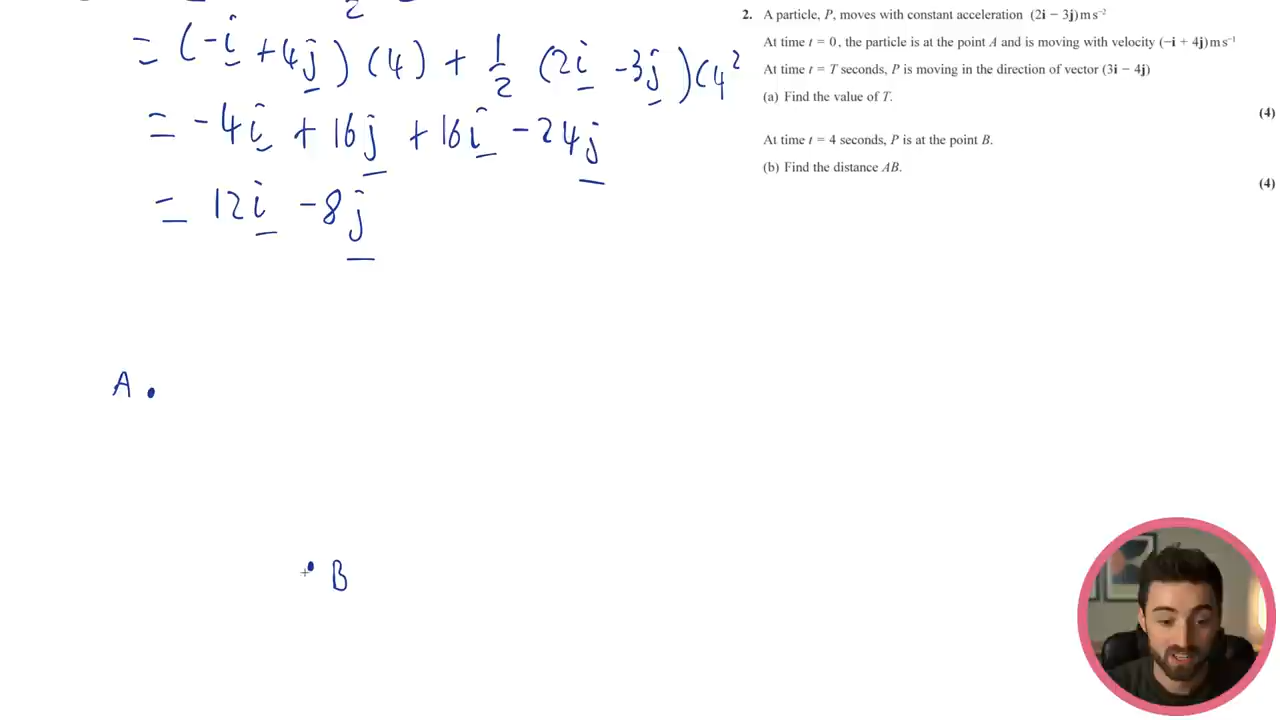 2
= (-i + 4j)(4) + 1/2 (2i - 3j)(4²
= -4i + 16j + 16i - 24j
= 12i - 8j
A
B
2. A particle, P, moves with constant acceleration (2i − 3j) m s⁻²
At time t = 0, the particle is at the point A and is moving with velocity (−i + 4j) m s⁻¹
At time t = T seconds, P is moving in the direction of vector (3i − 4j)
(a) Find the value of T.
(4)
At time t = 4 seconds, P is at the point B.
(b) Find the distance AB.
(4)